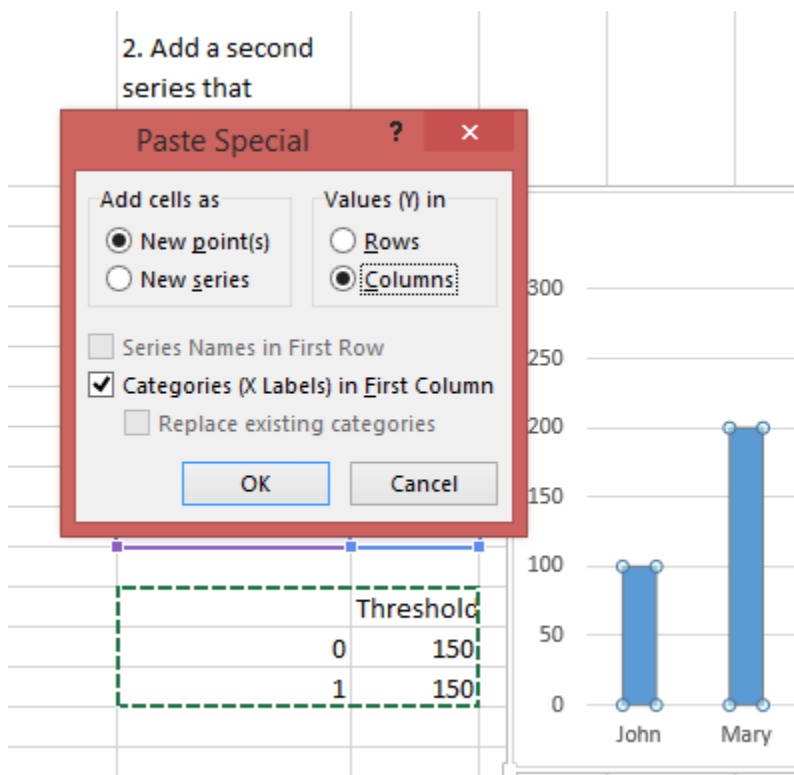 2. Add a second
series that
Paste Special ? ×
Add cells as
New point(s)
New series
Values (Y) in
Rows
Columns
Series Names in First Row
Categories (X Labels) in First Column
Replace existing categories
OK
Cancel
Threshold
0 150
1 150
300
250
200
150
100
50
0
John Mary